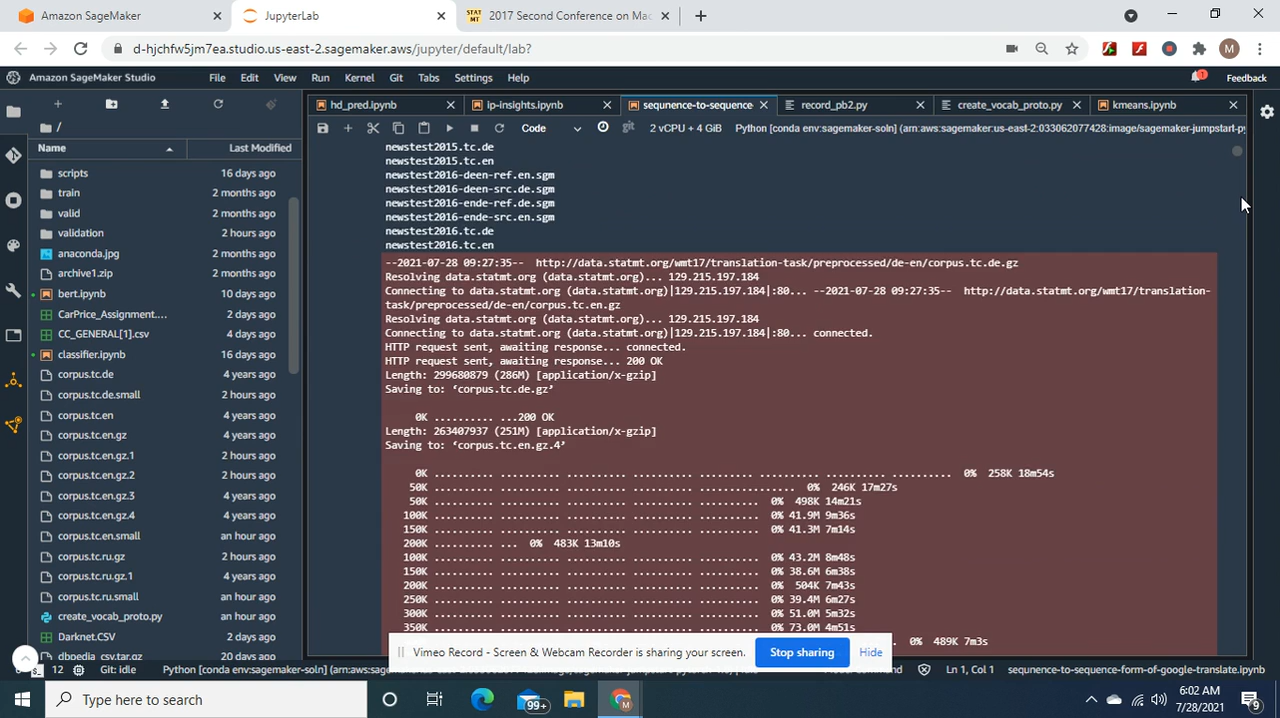 Amazon SageMaker
JupyterLab
STAT MT
2017 Second Conference on Mac
d-hjchfw5jm7ea.studio.us-east-2.sagemaker.aws/jupyter/default/lab?
M
Amazon SageMaker Studio
File Edit View Run Kernel Git Tabs Settings Help
1
Feedback
hd_pred.ipynb
ip-insights.ipynb
sequnence-to-sequence-
record_pb2.py
create_vocab_proto.py
kmeans.ipynb
Code
git
2 vCPU + 4 GiB
Python [conda env:sagemaker-soln] (arn:aws:sagemaker:us-east-2:033062077428:image/sagemaker-jumpstart-p
/
Name Last Modified
scripts 16 days ago
train 2 months ago
valid 2 months ago
validation 2 hours ago
anaconda.jpg 2 months ago
archive1.zip 2 months ago
bert.ipynb 10 days ago
CarPrice_Assignment.... 2 days ago
CC_GENERAL[1].csv 4 days ago
classifier.ipynb 16 days ago
corpus.tc.de 4 years ago
corpus.tc.de.small 2 hours ago
corpus.tc.en 4 years ago
corpus.tc.en.gz 4 years ago
corpus.tc.en.gz.1 4 years ago
corpus.tc.en.gz.2 4 years ago
corpus.tc.en.gz.3 4 years ago
corpus.tc.en.gz.4 4 years ago
corpus.tc.en.small an hour ago
corpus.tc.ru.gz 2 hours ago
corpus.tc.ru.gz.1 4 years ago
corpus.tc.ru.small an hour ago
create_vocab_proto.py an hour ago
Darknet.CSV 2 days ago
dbpedia_csv.tar.gz 20 days ago
newstest2015.tc.de
newstest2015.tc.en
newstest2016-deen-ref.en.sgm
newstest2016-deen-src.de.sgm
newstest2016-ende-ref.de.sgm
newstest2016-ende-src.en.sgm
newstest2016.tc.de
newstest2016.tc.en
--2021-07-28 09:27:35--  http://data.statmt.org/wmt17/translation-task/preprocessed/de-en/corpus.tc.de.gz
Resolving data.statmt.org (data.statmt.org)... 129.215.197.184
Connecting to data.statmt.org (data.statmt.org)|129.215.197.184|:80... --2021-07-28 09:27:35--  http://data.statmt.org/wmt17/translation-
task/preprocessed/de-en/corpus.tc.en.gz
Resolving data.statmt.org (data.statmt.org)... 129.215.197.184
Connecting to data.statmt.org (data.statmt.org)|129.215.197.184|:80... connected.
HTTP request sent, awaiting response... connected.
HTTP request sent, awaiting response... 200 OK
Length: 299680879 (286M) [application/x-gzip]
Saving to: ‘corpus.tc.de.gz’
0K .......... ...200 OK
Length: 263407937 (251M) [application/x-gzip]
Saving to: ‘corpus.tc.en.gz.4’
0K .......... .......... .......... .......... .......... .......... .......... 0% 258K 18m54s
50K .......... .......... .......... .......... .......... 0% 246K 17m27s
50K .......... .......... .......... .......... .......... 0% 498K 14m21s
100K .......... .......... .......... .......... .......... 0% 41.9M 9m36s
150K .......... .......... .......... .......... .......... 0% 41.3M 7m14s
200K .......... ... 0% 483K 13m10s
100K .......... .......... .......... .......... .......... 0% 43.2M 8m48s
150K .......... .......... .......... .......... .......... 0% 38.6M 6m38s
200K .......... .......... .......... .......... .......... 0% 504K 7m43s
250K .......... .......... .......... .......... .......... 0% 39.4M 6m27s
300K .......... .......... .......... .......... .......... 0% 51.0M 5m32s
350K .......... .......... .......... .......... .......... 0% 73.0M 4m51s
0% 489K 7m3s
Vimeo Record - Screen & Webcam Recorder is sharing your screen.
Stop sharing
Hide
12
Git: idle
Python [conda env:sagemaker-soln]
Ln 1, Col 1
sequence-to-sequence-form-of-google-translate.ipynb
Type here to search
99+
M
6:02 AM
7/28/2021
9